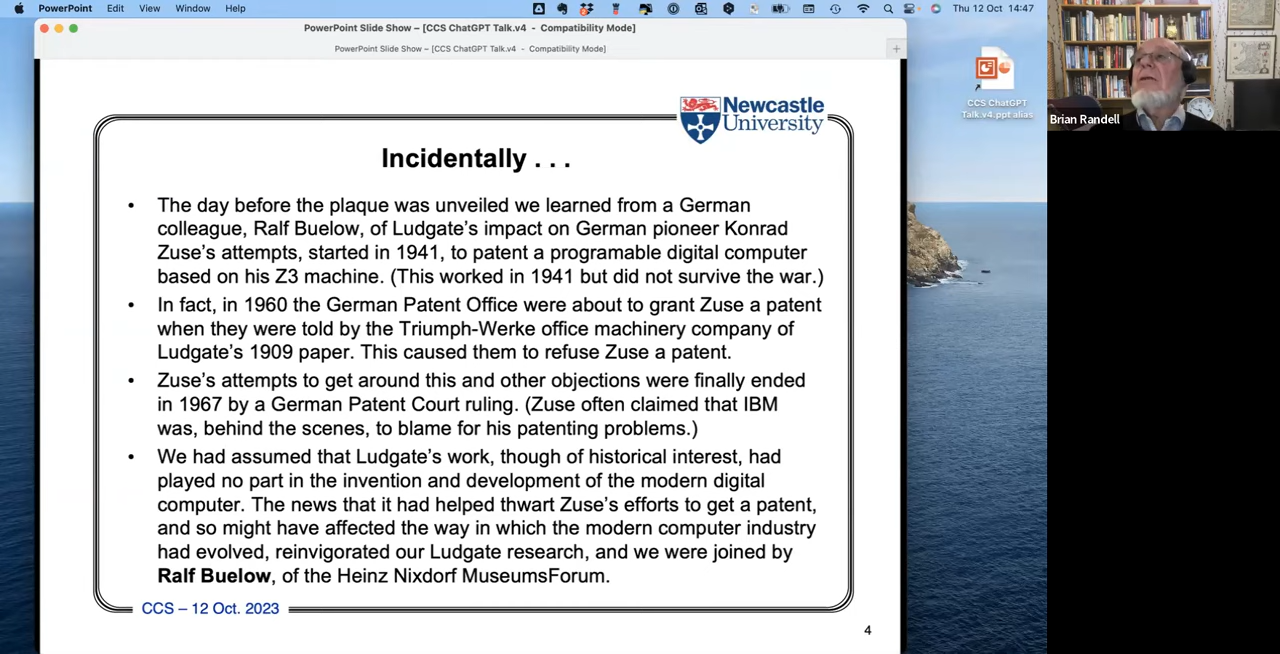 PowerPoint Edit View Window Help Thu 12 Oct 14:47
PowerPoint Slide Show – [CCS ChatGPT Talk.v4 - Compatibility Mode]
PowerPoint Slide Show – [CCS ChatGPT Talk.v4 - Compatibility Mode]
CCS ChatGPT
Talk.v4.ppt alias
Brian Randell
Newcastle
University
Incidentally . . .
• The day before the plaque was unveiled we learned from a German
colleague, Ralf Buelow, of Ludgate's impact on German pioneer Konrad
Zuse's attempts, started in 1941, to patent a programable digital computer
based on his Z3 machine. (This worked in 1941 but did not survive the war.)
• In fact, in 1960 the German Patent Office were about to grant Zuse a patent
when they were told by the Triumph-Werke office machinery company of
Ludgate's 1909 paper. This caused them to refuse Zuse a patent.
• Zuse's attempts to get around this and other objections were finally ended
in 1967 by a German Patent Court ruling. (Zuse often claimed that IBM
was, behind the scenes, to blame for his patenting problems.)
• We had assumed that Ludgate's work, though of historical interest, had
played no part in the invention and development of the modern digital
computer. The news that it had helped thwart Zuse's efforts to get a patent,
and so might have affected the way in which the modern computer industry
had evolved, reinvigorated our Ludgate research, and we were joined by
Ralf Buelow, of the Heinz Nixdorf MuseumsForum.
CCS – 12 Oct. 2023
4